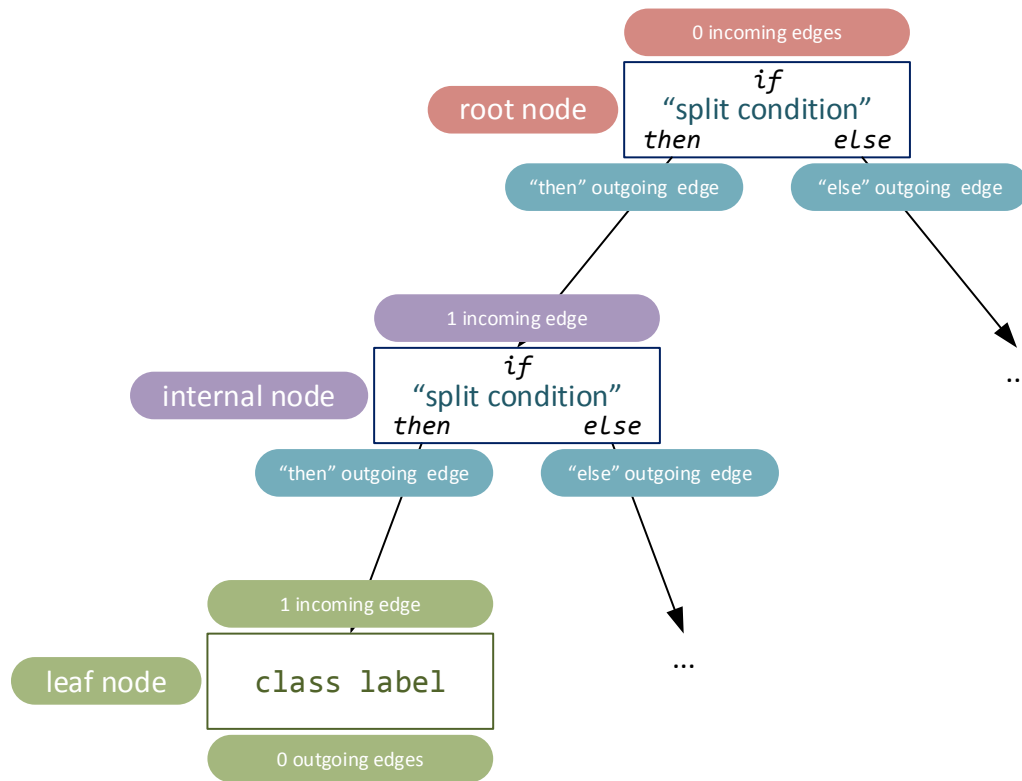 0 incoming edges
if
root node
“split condition”
then
else
“then” outgoing edge
“else” outgoing edge
1 incoming edge
...
if
internal node
“split condition”
then
else
“then” outgoing edge
“else” outgoing edge
1 incoming edge
...
leaf node
class label
0 outgoing edges